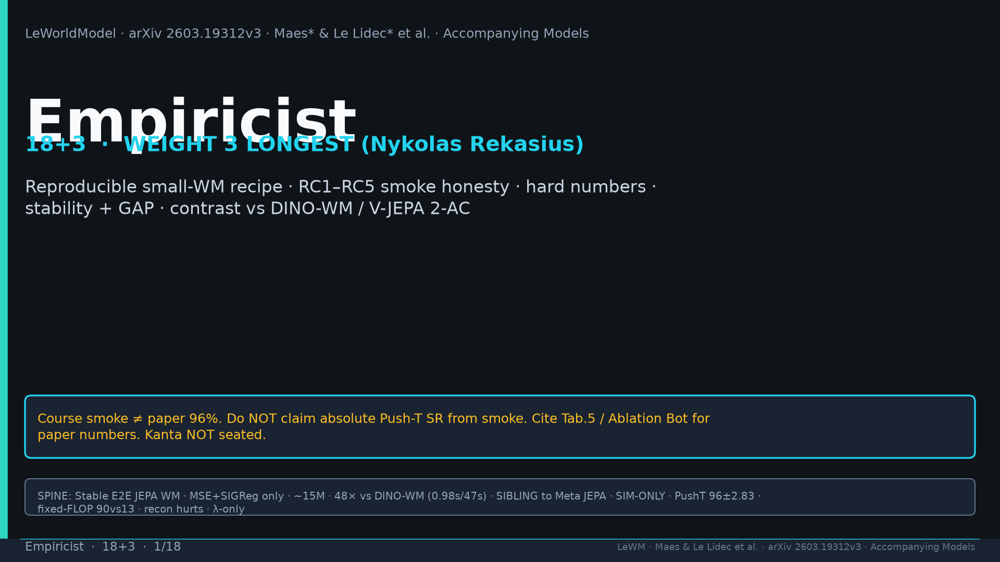 LeWorldModel · arXiv 2603.19312v3 · Maes* & Le Lidec* et al. · Accompanying Models
Empiricist
18+3 · WEIGHT 3 LONGEST (Nykolas Rekasius)
Reproducible small-WM recipe · RC1–RC5 smoke honesty · hard numbers ·
stability + GAP · contrast vs DINO-WM / V-JEPA 2-AC
Course smoke ≠ paper 96%. Do NOT claim absolute Push-T SR from smoke. Cite Tab.5 / Ablation Bot for
paper numbers. Kanta NOT seated.
SPINE: Stable E2E JEPA WM · MSE+SIGReg only · ~15M · 48× vs DINO-WM (0.98s/47s) · SIBLING to Meta JEPA · SIM-ONLY · PushT 96±2.83 ·
fixed-FLOP 90vs13 · recon hurts · λ-only
Empiricist · 18+3 · 1/18
LeWM · Maes & Le Lidec et al. · arXiv 2603.19312v3 · Accompanying Models